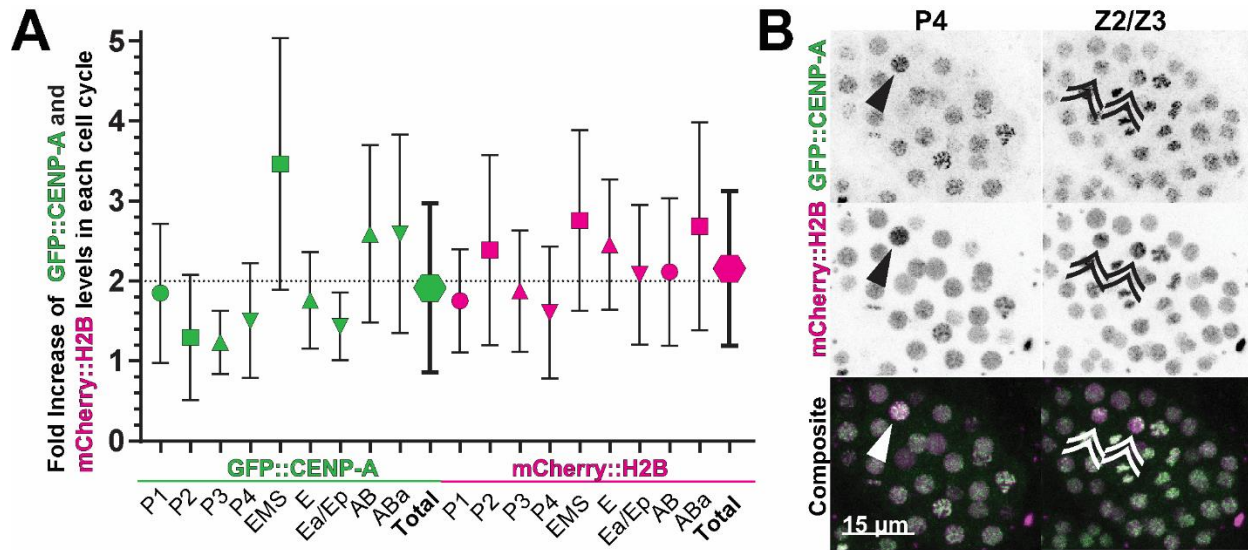 A
Fold Increase of GFP::CENP-A and
mCherry::H2B levels in each cell cycle
5
4
3
2
1
0
GFP::CENP-A
mCherry::H2B
P1
P2
P3
P4
EMS
E
Ea/Ep
AB
ABa
Total
P1
P2
P3
P4
EMS
E
Ea/Ep
AB
ABa
Total
B
P4
Z2/Z3
GFP::CENP-A
mCherry::H2B
Composite
15 µm